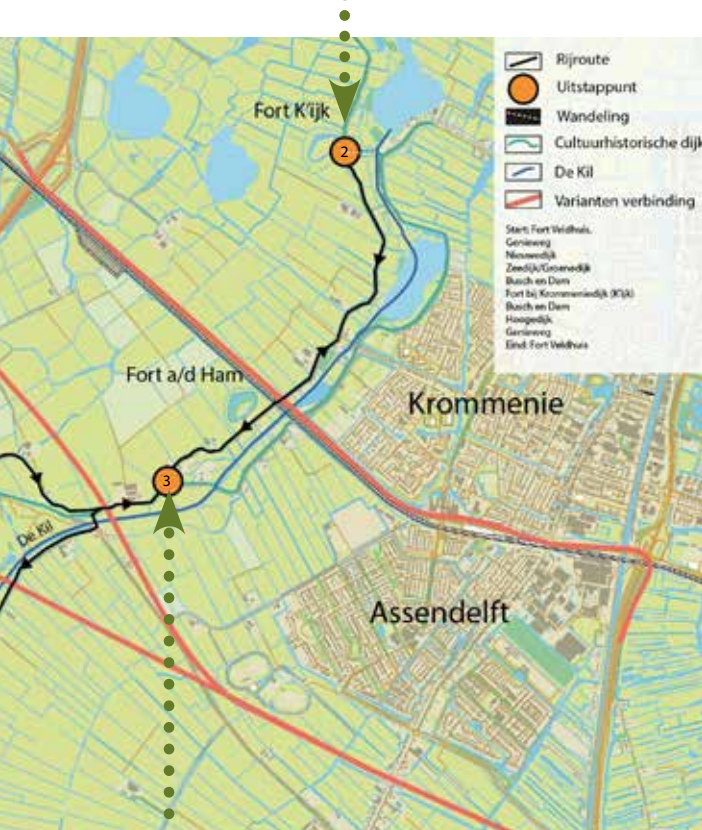 Fort K'ijk
2
Rijroute
Uitstappunt
Wandeling
Cultuurhistorische dijk
De Kil
Varianten verbinding
Start: Fort Veldhuis,
Genieweg
Nieuwendijk
Zeedijk/Groenedijk
Busch en Dam
Fort bij Krommeniedijk (K'ijk)
Busch en Dam
Hoogedijk
Genieweg
Eind: Fort Veldhuis
Fort a/d Ham
Krommenie
3
De Kil
Assendelft